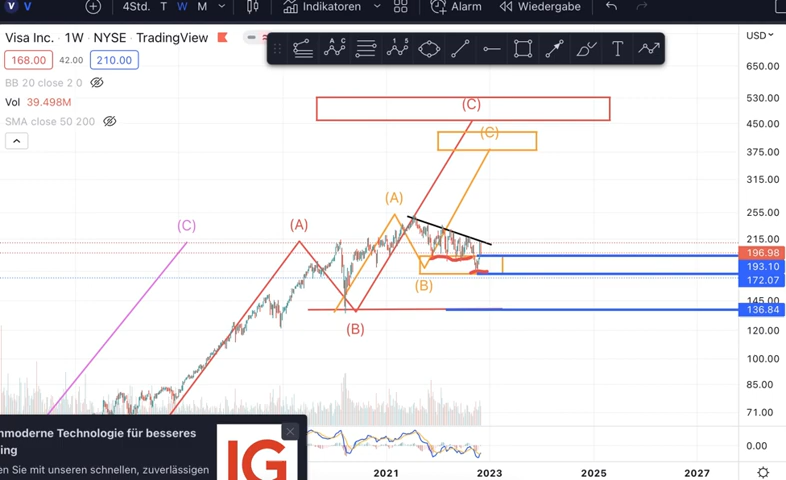 V V 4Std. T W M Indikatoren Alarm Wiedergabe
Visa Inc. · 1W · NYSE · TradingView
168.00 42.00 210.00
BB 20 close 2 0
Vol 39.498M
SMA close 50 200
A C
B
1 5
T
USD
650.00
530.00
450.00
375.00
315.00
255.00
215.00
196.98
193.10
172.07
145.00
136.84
120.00
100.00
85.00
71.00
0.00
(C)
(C)
(C)
(A)
(A)
(B)
(B)
nmoderne Technologie für besseres
ing
en Sie mit unseren schnellen, zuverlässigen
IG
2021 2023 2025 2027